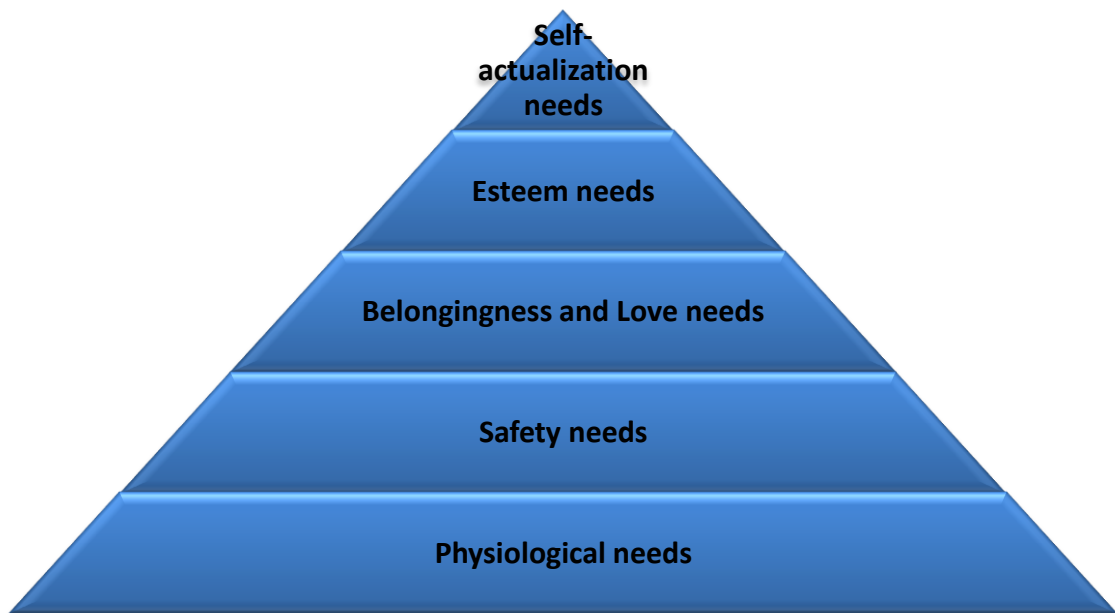 Self-
actualization
needs
Esteem needs
Belongingness and Love needs
Safety needs
Physiological needs